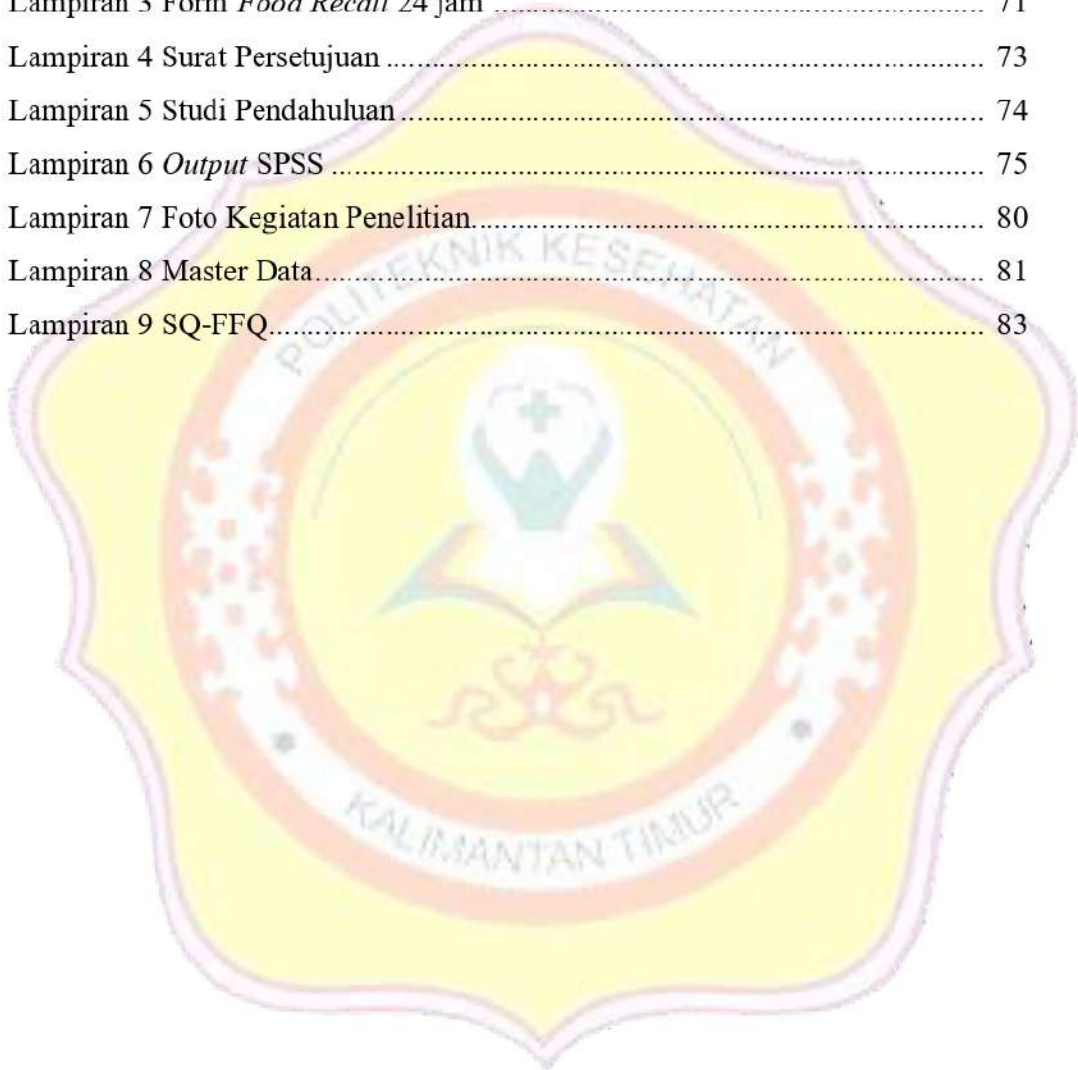 Lampiran 3 Form Food Recall 24 jam ........................................................................ 71
Lampiran 4 Surat Persetujuan ........................................................................ 73
Lampiran 5 Studi Pendahuluan ........................................................................ 74
Lampiran 6 Output SPSS ........................................................................ 75
Lampiran 7 Foto Kegiatan Penelitian ........................................................................ 80
Lampiran 8 Master Data ........................................................................ 81
Lampiran 9 SQ-FFQ ........................................................................ 83
POLITEKNIK KESEHATAN
KALIMANTAN TIMUR